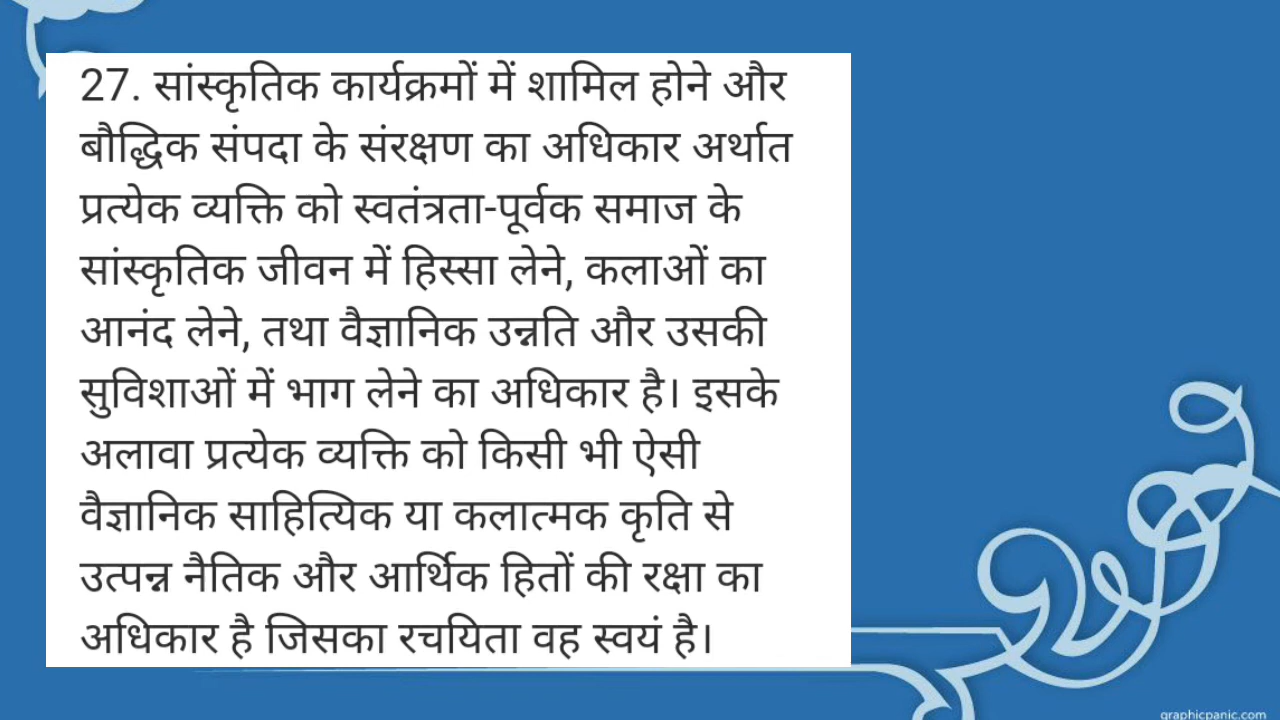 27. सांस्कृतिक कार्यक्रमों में शामिल होने और
बौद्धिक संपदा के संरक्षण का अधिकार अर्थात
प्रत्येक व्यक्ति को स्वतंत्रता-पूर्वक समाज के
सांस्कृतिक जीवन में हिस्सा लेने, कलाओं का
आनंद लेने, तथा वैज्ञानिक उन्नति और उसकी
सुविशाओं में भाग लेने का अधिकार है। इसके
अलावा प्रत्येक व्यक्ति को किसी भी ऐसी
वैज्ञानिक साहित्यिक या कलात्मक कृति से
उत्पन्न नैतिक और आर्थिक हितों की रक्षा का
अधिकार है जिसका रचयिता वह स्वयं है।
graphicpanic.com